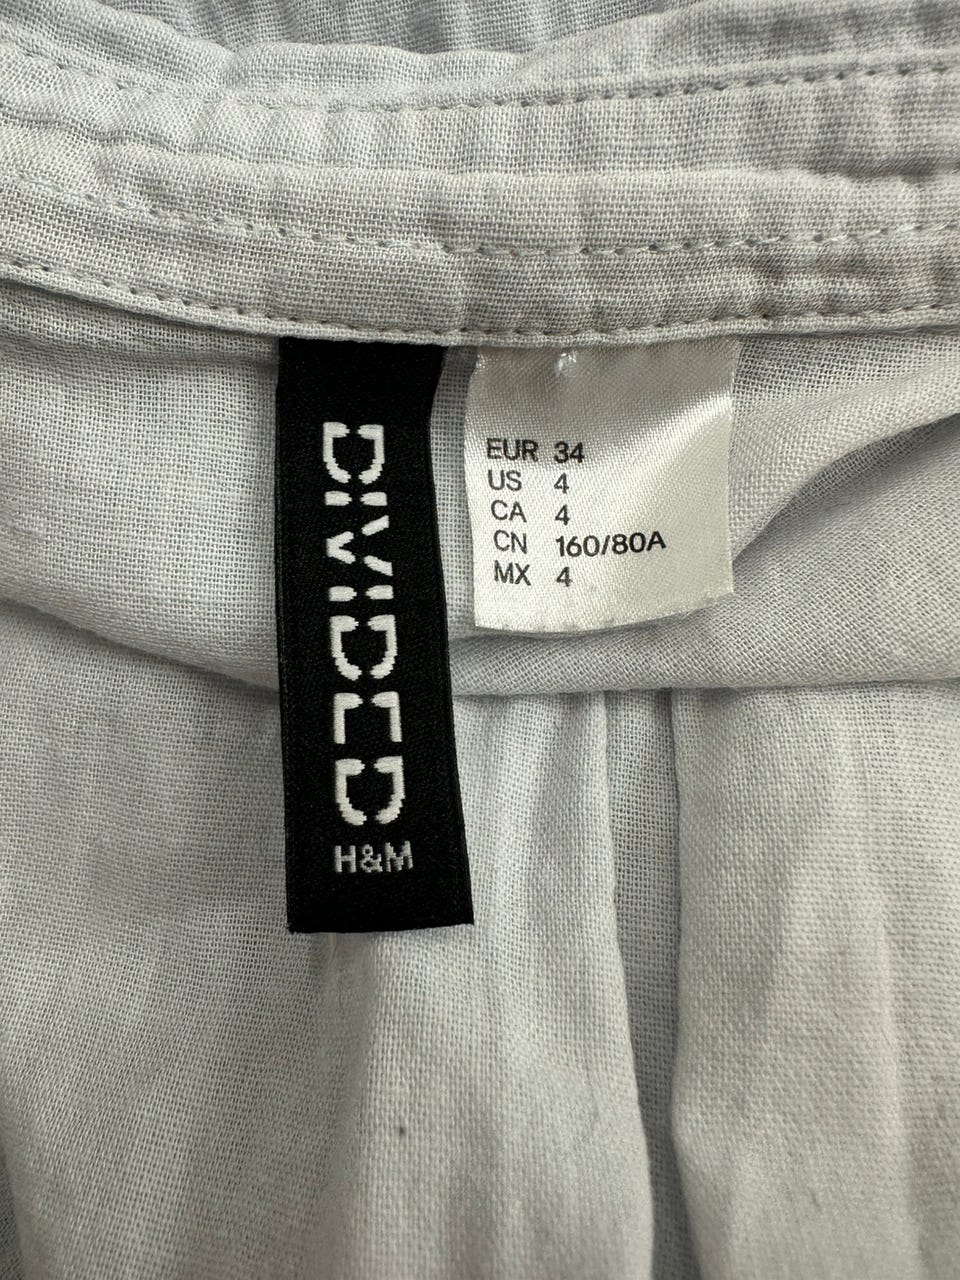 DIVIDED
H&M
EUR 34
US 4
CA 4
CN 160/80A
MX 4